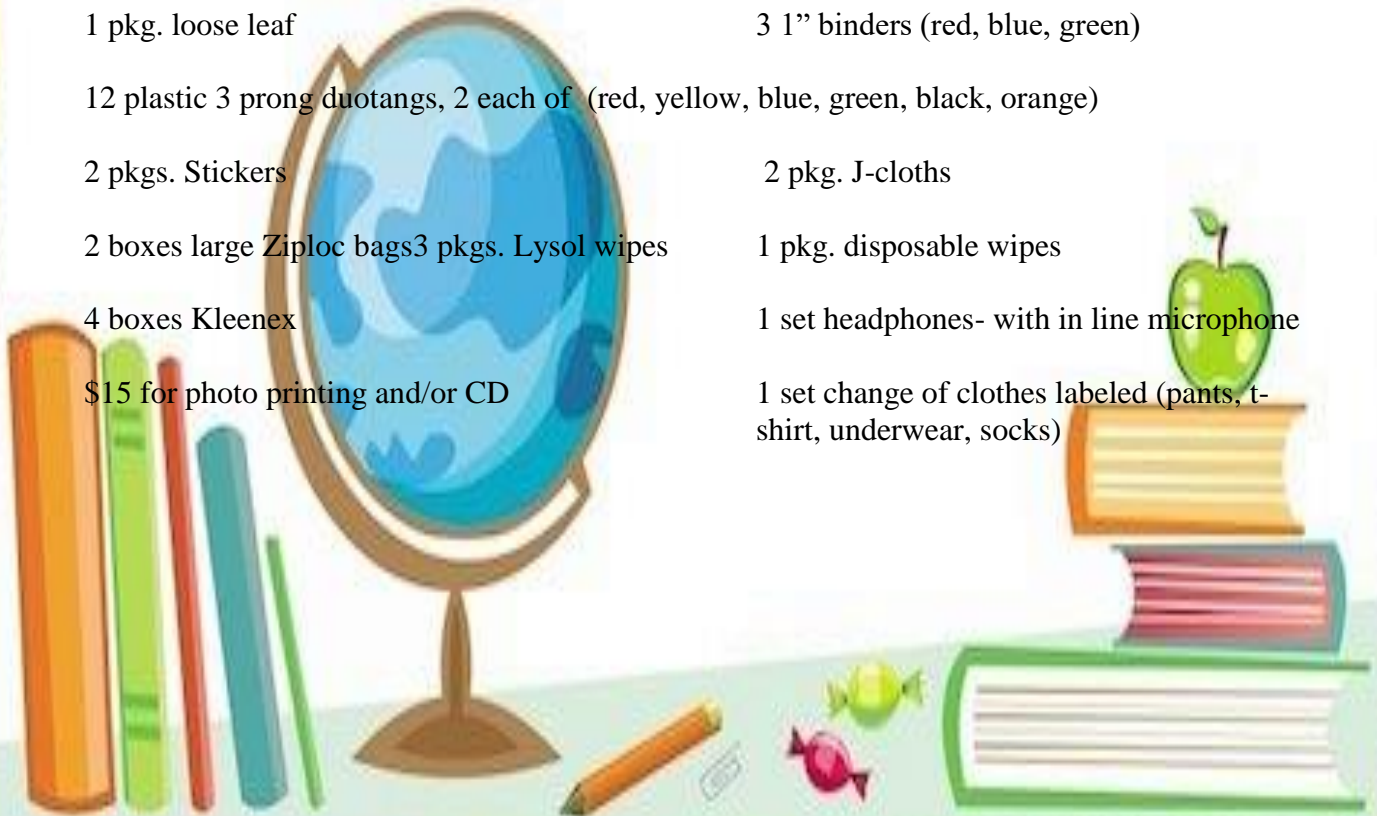 1 pkg. loose leaf 3 1” binders (red, blue, green)
12 plastic 3 prong duotangs, 2 each of (red, yellow, blue, green, black, orange)
2 pkgs. Stickers 2 pkg. J-cloths
2 boxes large Ziploc bags3 pkgs. Lysol wipes 1 pkg. disposable wipes
4 boxes Kleenex 1 set headphones- with in line microphone
$15 for photo printing and/or CD 1 set change of clothes labeled (pants, t-
shirt, underwear, socks)